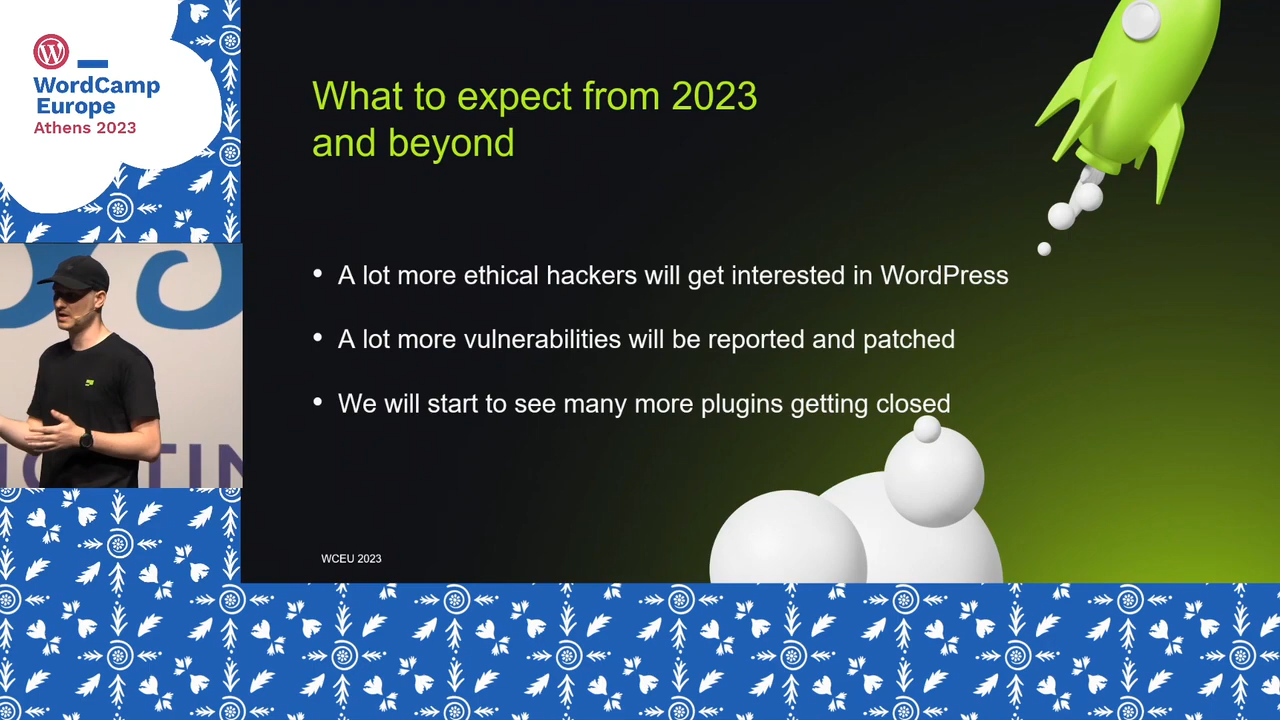 WordCamp
Europe
Athens 2023
What to expect from 2023
and beyond
• A lot more ethical hackers will get interested in WordPress
• A lot more vulnerabilities will be reported and patched
• We will start to see many more plugins getting closed
WCEU 2023